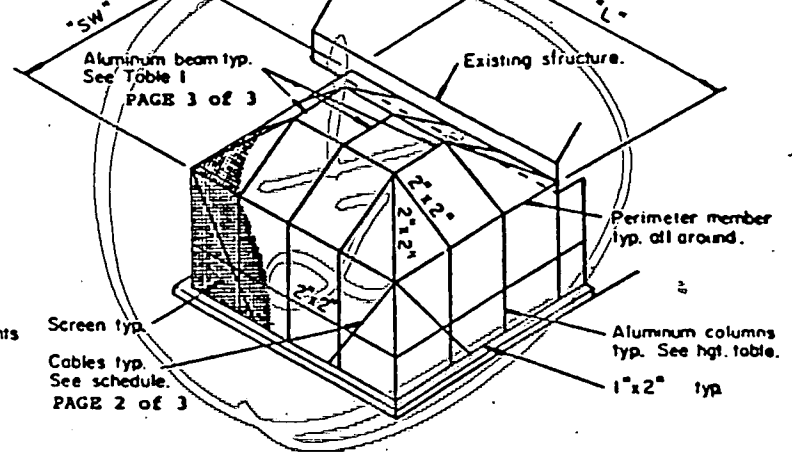 "SW"
"L"
Aluminum beam typ.
See Table 1
PAGE 3 of 3
Existing structure.
2"x2"
2"x2"
2"x2"
Perimeter member
typ. all around.
nts
Screen typ.
Cables typ.
See schedule.
PAGE 2 of 3
Aluminum columns
typ. See hgt. table.
1"x2" typ.